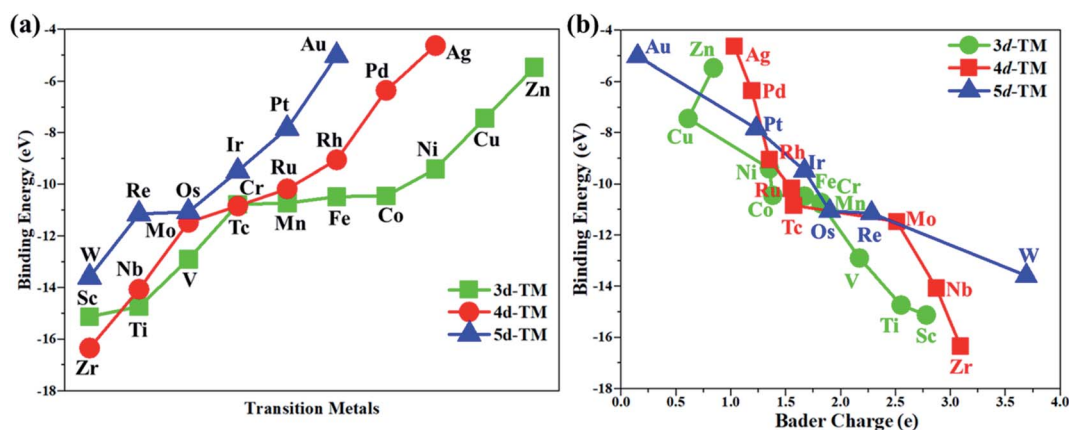 (a)
-4
-6
-8
-10
-12
-14
-16
-18
Binding Energy (eV)
Au
Ag
Pd
Zn
Pt
Cu
Ir
Rh
Ni
Re
Os
Ru
Cr
Mo
Tc
Mn
Fe
Co
W
Nb
V
Sc
Ti
Zr
3d-TM
4d-TM
5d-TM
Transition Metals
(b)
-4
-6
-8
-10
-12
-14
-16
-18
Binding Energy (eV)
Au
Zn
Ag
Pd
Cu
Pt
Rh
Ni
Ir
Ru
Fe
Cr
Co
Mn
Tc
Os
Re
Mo
V
W
Nb
Ti
Sc
Zr
3d-TM
4d-TM
5d-TM
0.0 0.5 1.0 1.5 2.0 2.5 3.0 3.5 4.0
Bader Charge (e)